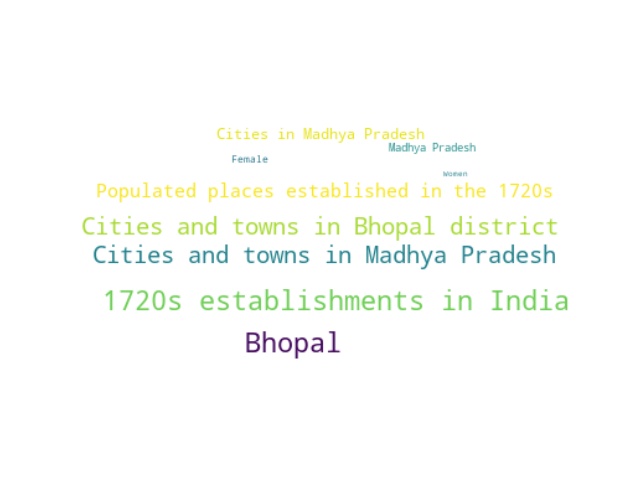 Cities in Madhya Pradesh
Madhya Pradesh
Female
Women
Populated places established in the 1720s
Cities and towns in Bhopal district
Cities and towns in Madhya Pradesh
1720s establishments in India
Bhopal